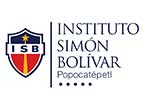 ISB
INSTITUTO
SIMÓN
BOLÍVAR
Popocatépetl